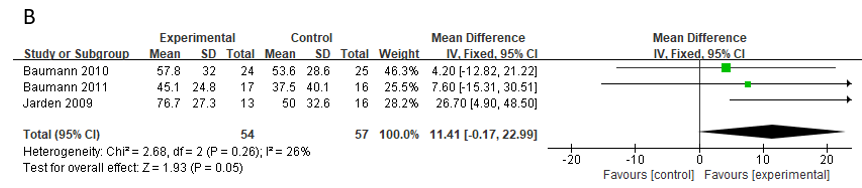 B
Experimental Control Mean Difference Mean Difference
Study or Subgroup Mean SD Total Mean SD Total Weight IV, Fixed, 95% CI IV, Fixed, 95% CI
Baumann 2010 57.8 32 24 53.6 28.6 25 46.3% 4.20 [-12.82, 21.22]
Baumann 2011 45.1 24.8 17 37.5 40.1 16 25.6% 7.60 [-15.31, 30.51]
Jarden 2009 76.7 27.3 13 50 32.6 16 28.2% 26.70 [4.90, 48.50]
Total (95% CI) 54 57 100.0% 11.41 [-0.17, 22.99]
Heterogeneity: Chi² = 2.68, df = 2 (P = 0.26); I² = 26%
Test for overall effect: Z = 1.93 (P = 0.05)
-20 -10 0 10 20
Favours [control] Favours [experimental]